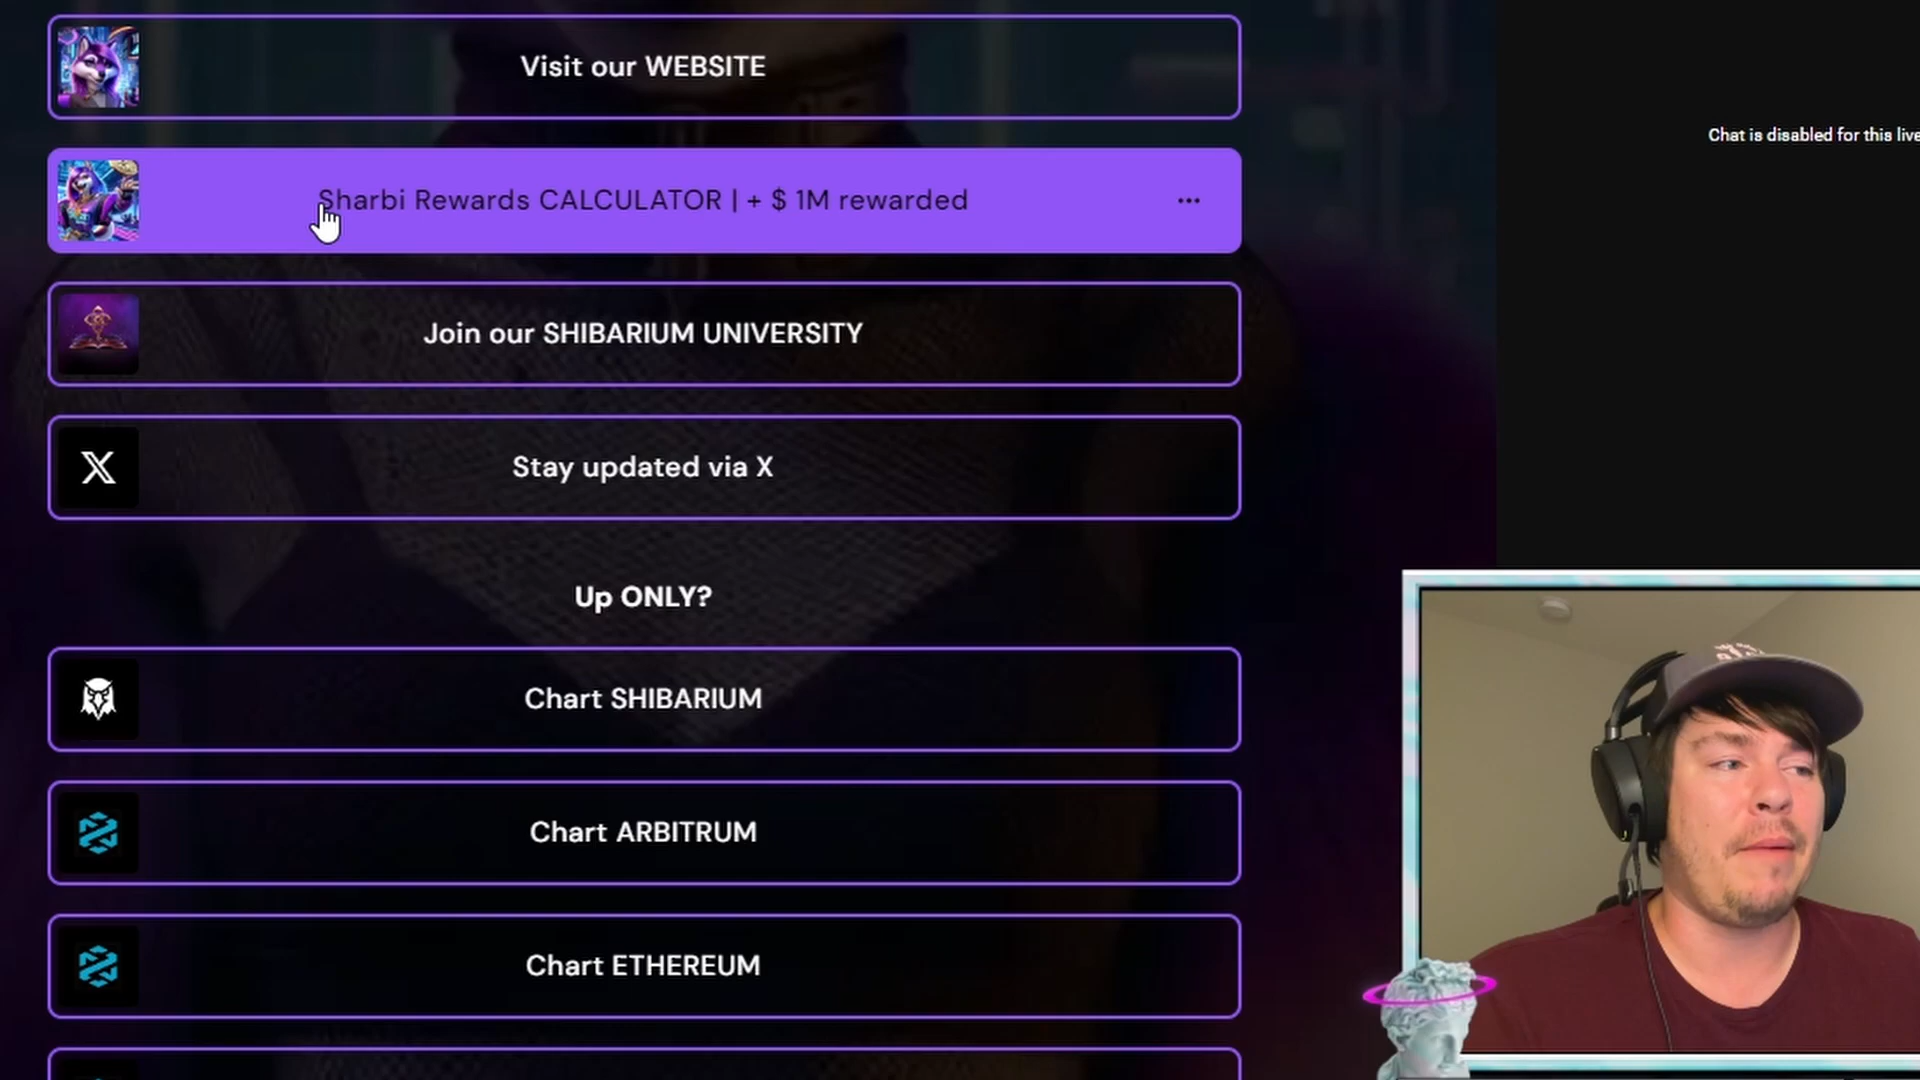 Visit our WEBSITE
Chat is disabled for this live
Sharbi Rewards CALCULATOR | + $ 1M rewarded
Join our SHIBARIUM UNIVERSITY
Stay updated via X
Up ONLY?
Chart SHIBARIUM
Chart ARBITRUM
Chart ETHEREUM